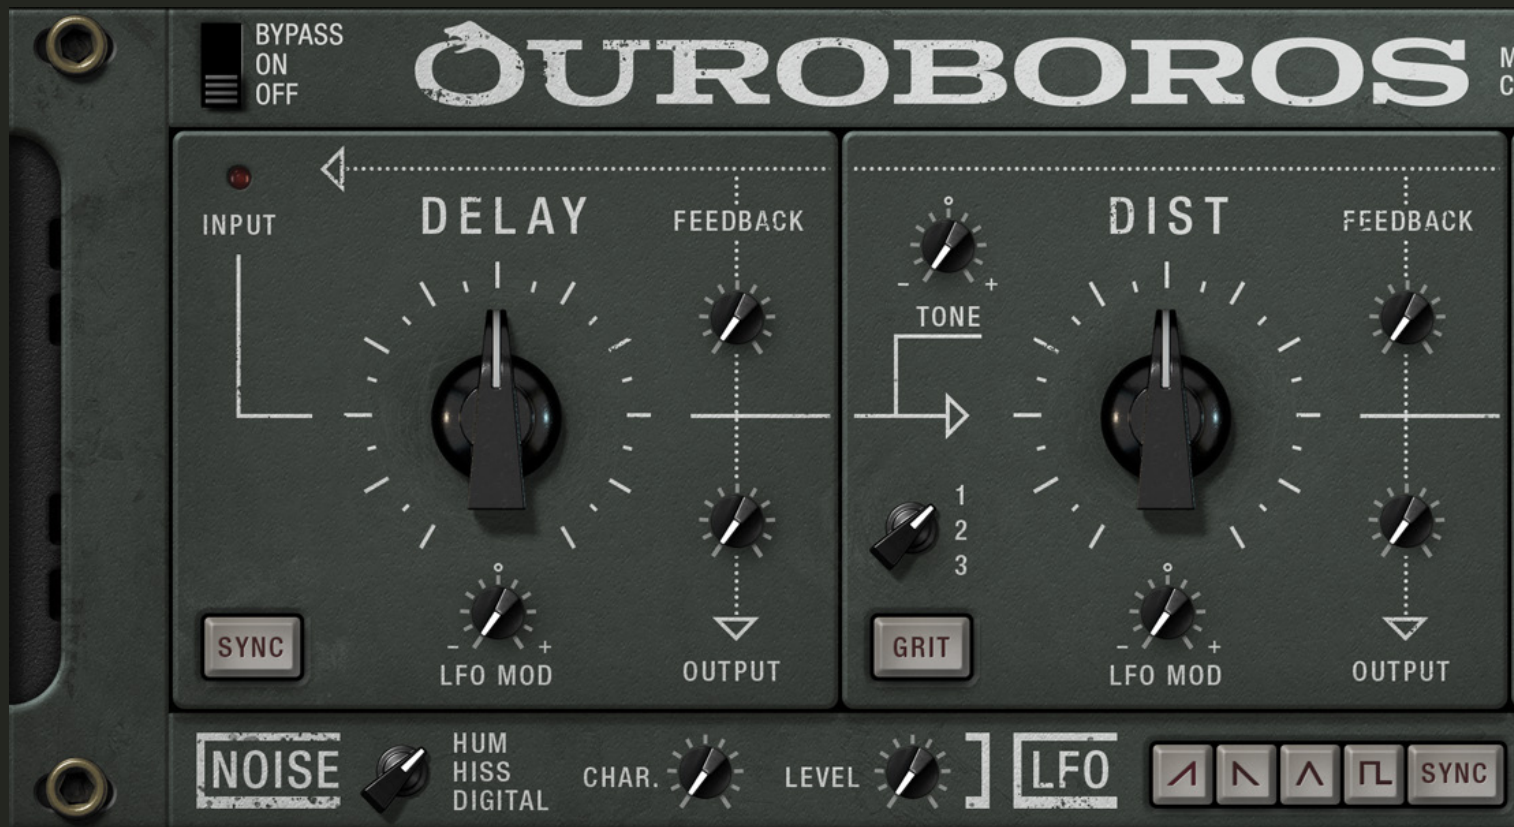 BYPASS
ON
OFF
OUROBOROS
INPUT
DELAY
FEEDBACK
SYNC
- +
LFO MOD
OUTPUT
- +
TONE
DIST
FEEDBACK
1
2
3
GRIT
- +
LFO MOD
OUTPUT
NOISE
HUM
HISS
DIGITAL
CHAR.
LEVEL
LFO
SYNC